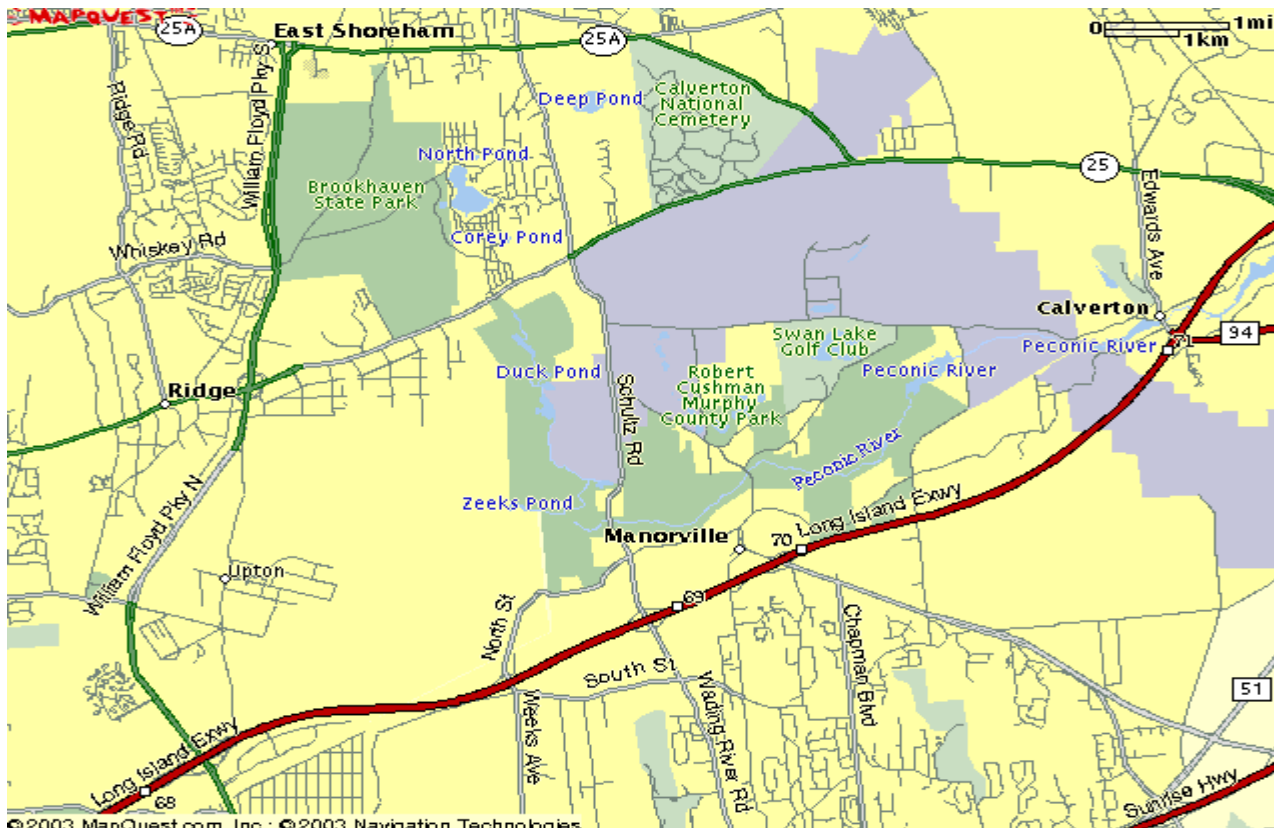 MAPQUEST
25A
East Shoreham
25A
0
1mi
1km
Ridge Rd
William Floyd Pky S
Deep Pond
Calverton
National
Cemetery
North Pond
25
Brookhaven
State Park
Edwards Ave
Whiskey Rd
Corey Pond
Calverton
Swan Lake
Golf Club
94
Peconic River
71
Duck Pond
Robert
Cushman
Murphy
County Park
Peconic River
Ridge
Schultz Rd
Peconic River
William Floyd Pky N
Zeeks Pond
Long Island Exwy
Manorville
70
Upton
69
North St
Chapman Blvd
South St
51
Weeks Ave
Wading River Rd
Long Island Exwy
68
Sunrise Hwy
©2003 MapQuest.com, Inc.; ©2003 Navigation Technologies